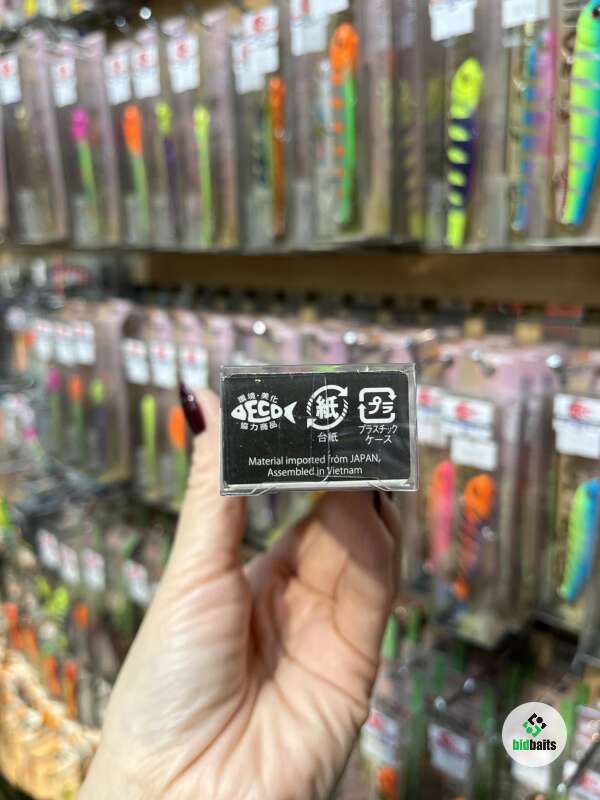 環境・美化
ECO
協力商品
紙
台紙
プラ
プラスチック
ケース
Material imported from JAPAN,
Assembled in Vietnam
bidbaits